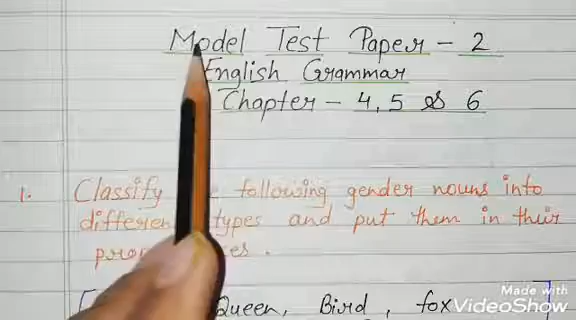 Model Test Paper - 2
English Grammar
Chapter - 4, 5 & 6
1. Classify following gender nouns into
types and put them in their
.
[ Queen, Bird, fox
Made with
VideoShow